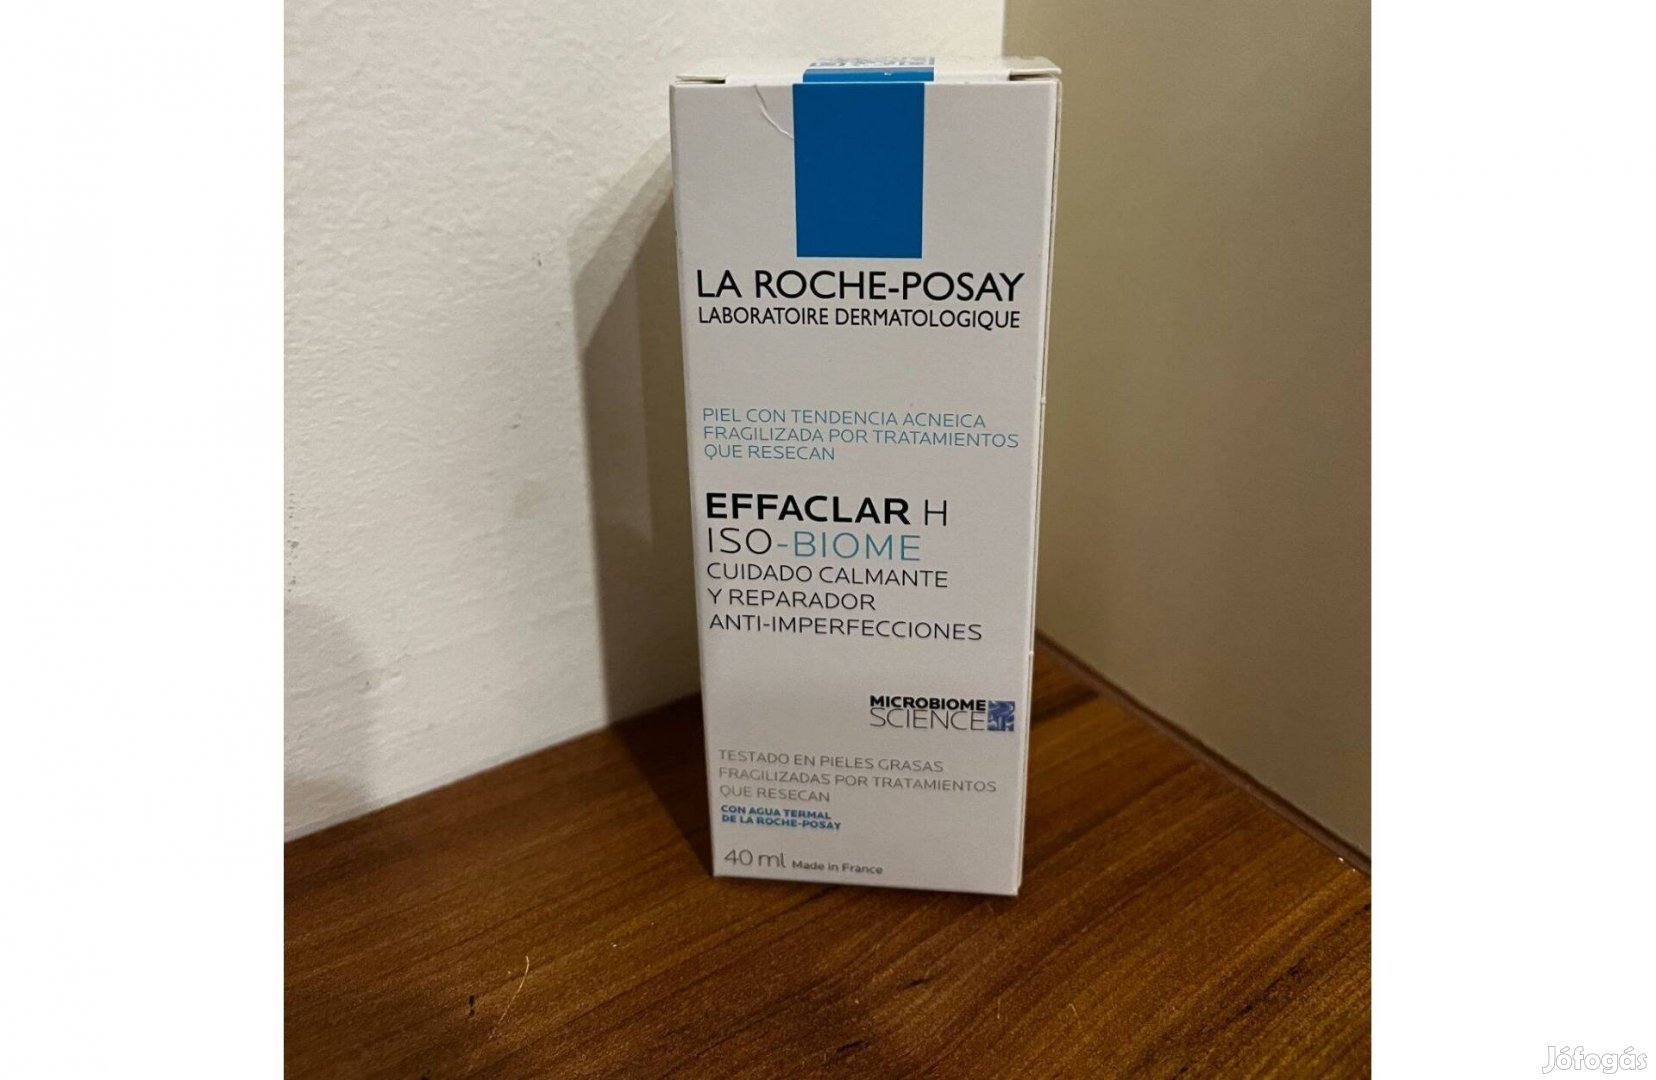 LA ROCHE-POSAY
LABORATOIRE DERMATOLOGIQUE
PIEL CON TENDENCIA ACNEICA
FRAGILIZADA POR TRATAMIENTOS
QUE RESECAN
EFFACLAR H
ISO-BIOME
CUIDADO CALMANTE
Y REPARADOR
ANTI-IMPERFECCIONES
MICROBIOME
SCIENCE
TESTADO EN PIELES GRASAS
FRAGILIZADAS POR TRATAMIENTOS
QUE RESECAN
CON AGUA TERMAL
DE LA ROCHE-POSAY
40 ml Made in France
Jófogás